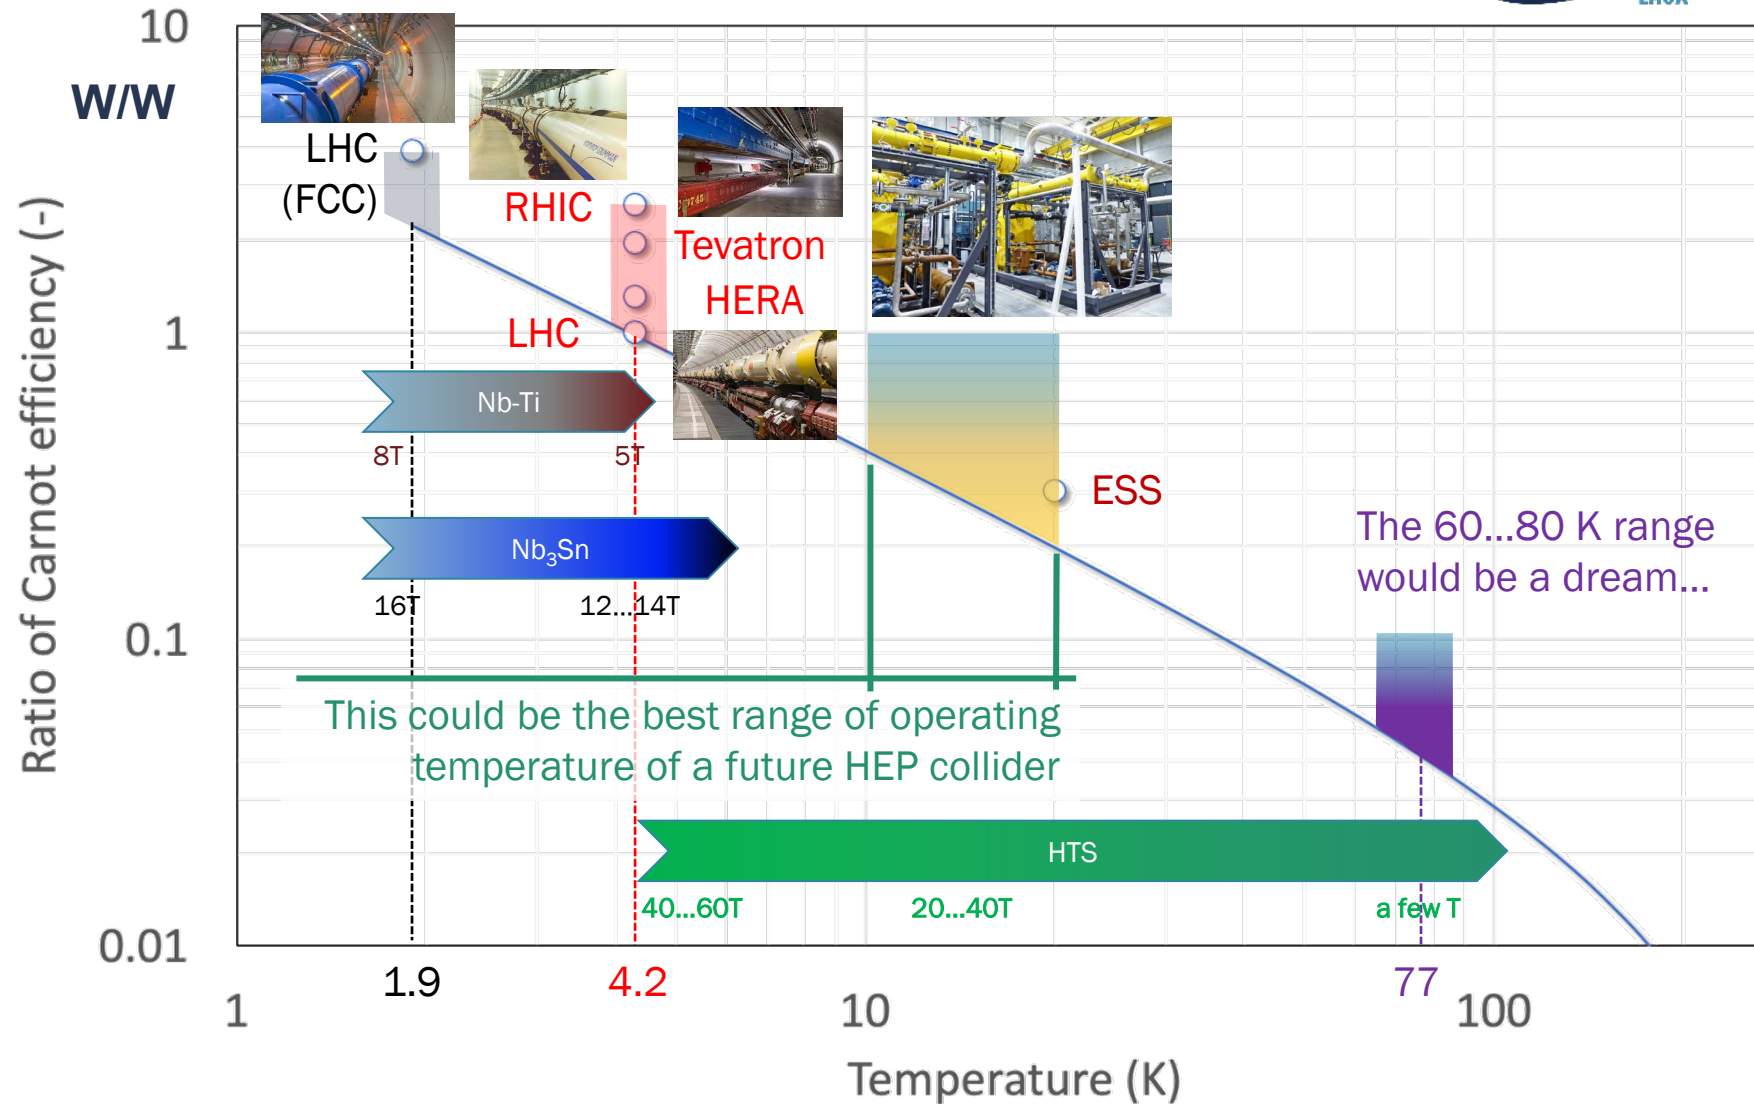 10
W/W
LHC
(FCC)
RHIC
Tevatron
HERA
LHC
1
Nb-Ti
8T
5T
ESS
The 60...80 K range
would be a dream...
Nb3Sn
16T
12...14T
0.1
This could be the best range of operating
temperature of a future HEP collider
HTS
40...60T
20...40T
a few T
0.01
1.9
4.2
77
1
10
100
Temperature (K)
Ratio of Carnot efficiency (-)